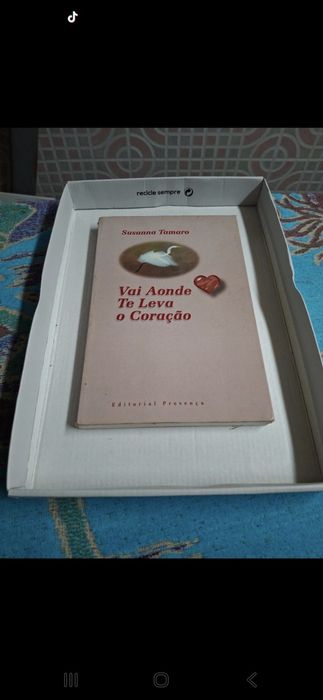 recicle sempre
Susanna Tamaro
Vai Aonde
Te Leva
o Coração
Editorial Presença